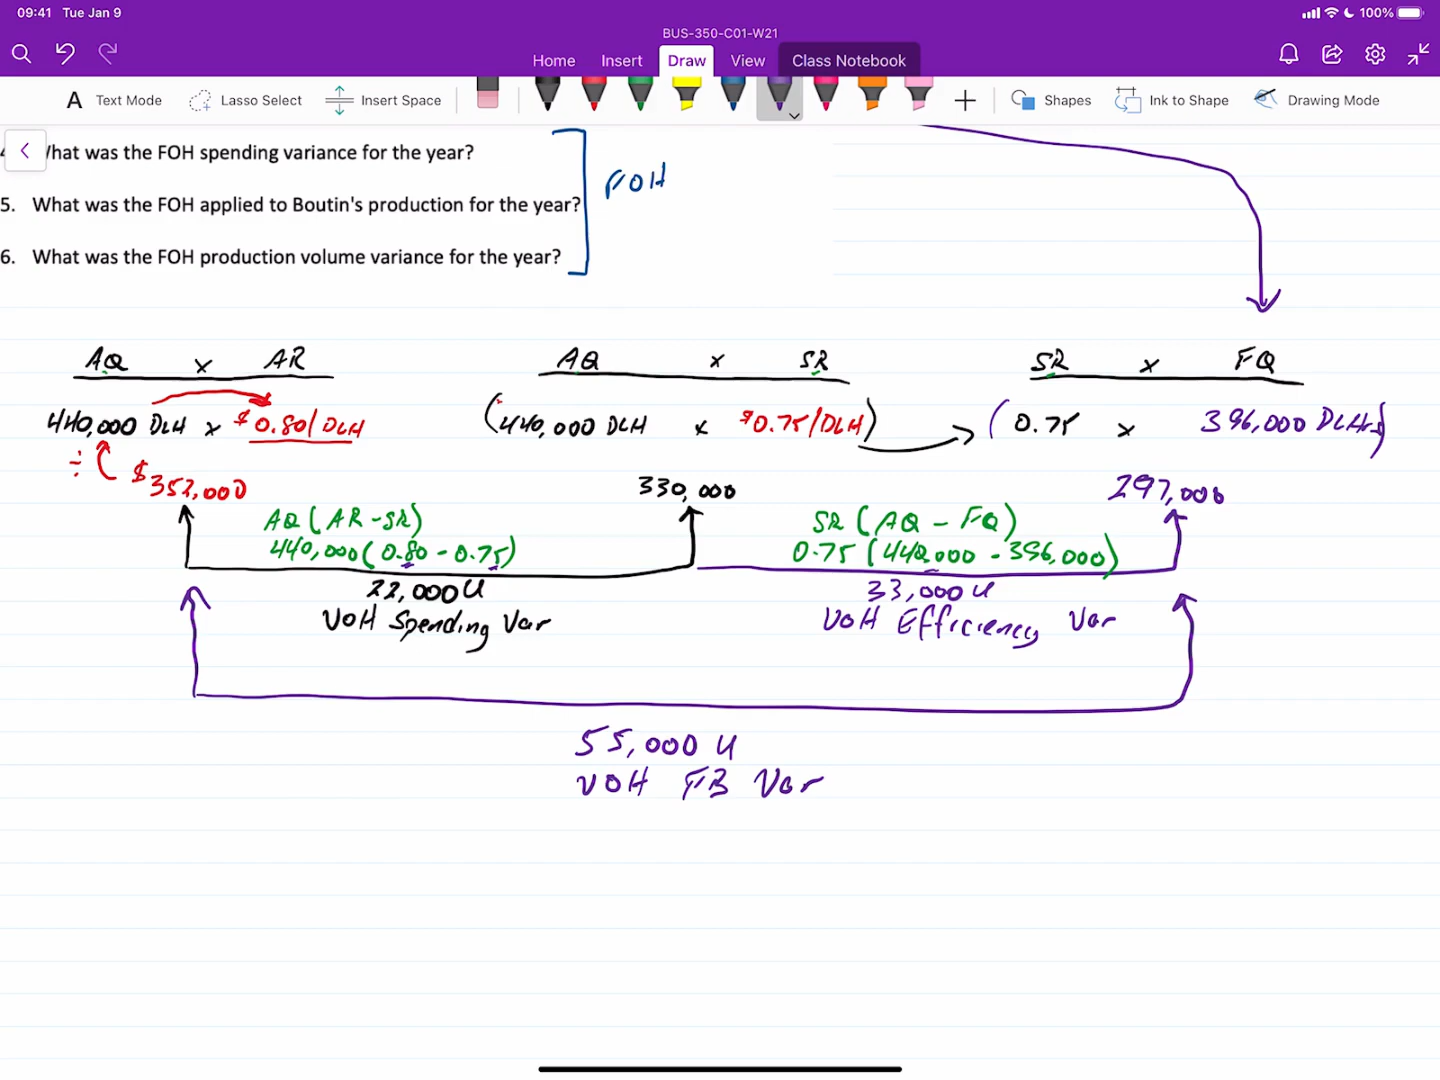 09:41 Tue Jan 9
100%
BUS-350-C01-W21
Home Insert Draw View Class Notebook
Text Mode Lasso Select Insert Space Shapes Ink to Shape Drawing Mode
hat was the FOH spending variance for the year?
FOH
5. What was the FOH applied to Boutin's production for the year?
6. What was the FOH production volume variance for the year?
AQ x AR
AQ x SR
SR x FQ
440,000 DLH x $0.80/DLH
(440,000 DLH x $0.75/DLH)
(0.75 x 396,000 DLHrs)
÷ $352,000
330,000
297,000
AQ (AR-SR)
440,000 (0.80 - 0.75)
SR (AQ - FQ)
0.75 (440,000 - 396,000)
22,000U
VOH Spending Var
33,000 U
VOH Efficiency Var
55,000 U
VOH FB Var